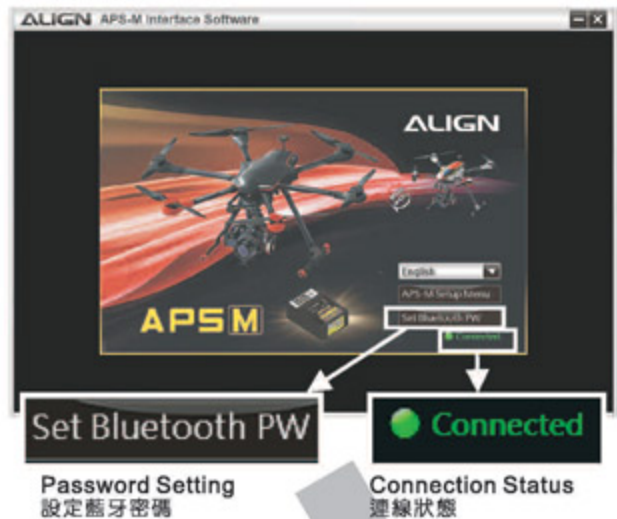 ALIGN APS-M Interface Software
ALIGN
English
APS-M Setup Menu
APSM
Set Bluetooth PW
Connected
Set Bluetooth PW
Connected
Password Setting
設定藍牙密碼
Connection Status
連線狀態